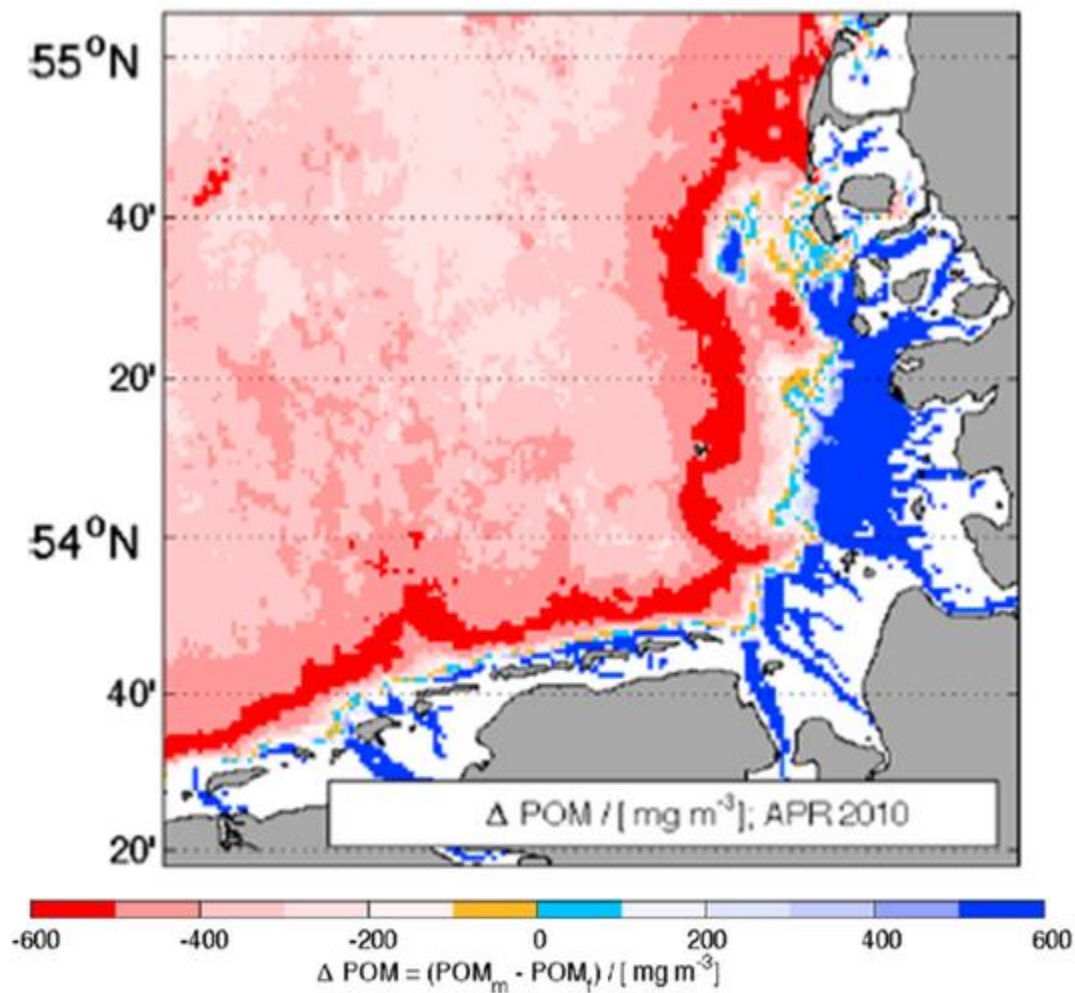 55°N
40'
20'
54°N
40'
20'
Δ POM / [ mg m⁻³]; APR 2010
-600 -400 -200 0 200 400 600
Δ POM = (POMₘ - POM_f) / [ mg m⁻³]